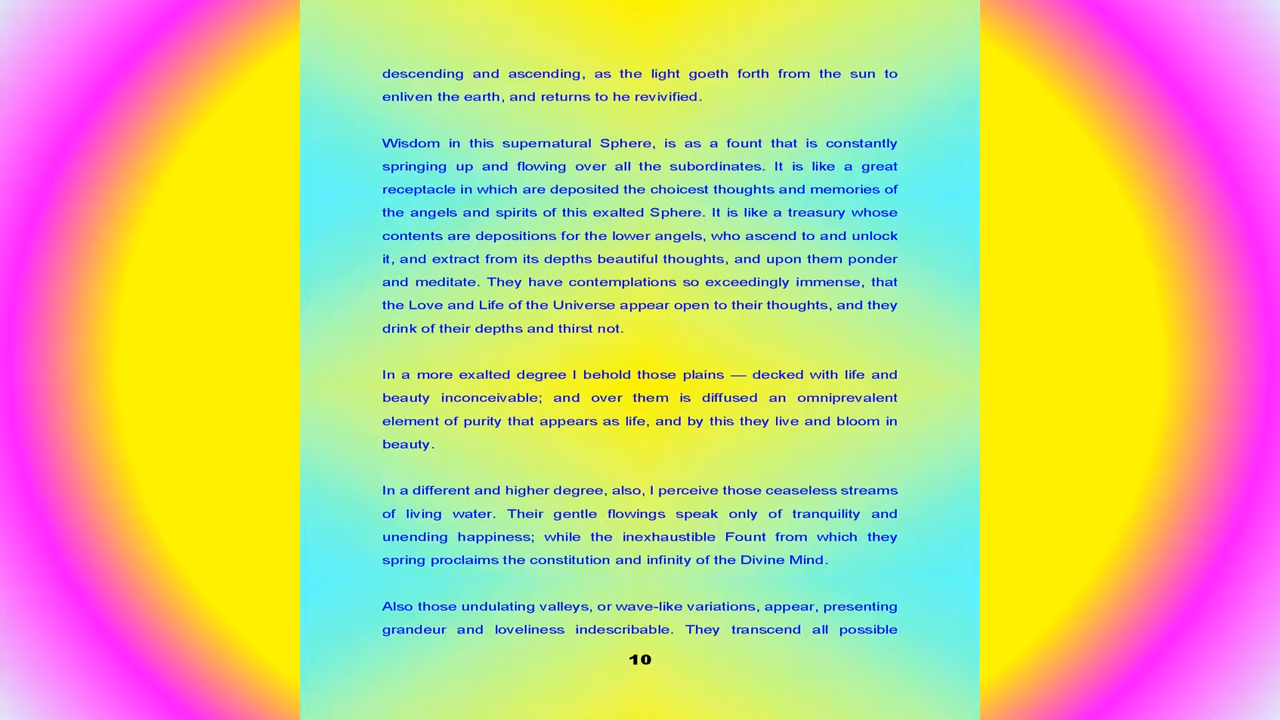 descending and ascending, as the light goeth forth from the sun to
enliven the earth, and returns to he revivified.
Wisdom in this supernatural Sphere, is as a fount that is constantly
springing up and flowing over all the subordinates. It is like a great
receptacle in which are deposited the choicest thoughts and memories of
the angels and spirits of this exalted Sphere. It is like a treasury whose
contents are depositions for the lower angels, who ascend to and unlock
it, and extract from its depths beautiful thoughts, and upon them ponder
and meditate. They have contemplations so exceedingly immense, that
the Love and Life of the Universe appear open to their thoughts, and they
drink of their depths and thirst not.
In a more exalted degree I behold those plains — decked with life and
beauty inconceivable; and over them is diffused an omniprevalent
element of purity that appears as life, and by this they live and bloom in
beauty.
In a different and higher degree, also, I perceive those ceaseless streams
of living water. Their gentle flowings speak only of tranquility and
unending happiness; while the inexhaustible Fount from which they
spring proclaims the constitution and infinity of the Divine Mind.
Also those undulating valleys, or wave-like variations, appear, presenting
grandeur and loveliness indescribable. They transcend all possible
10